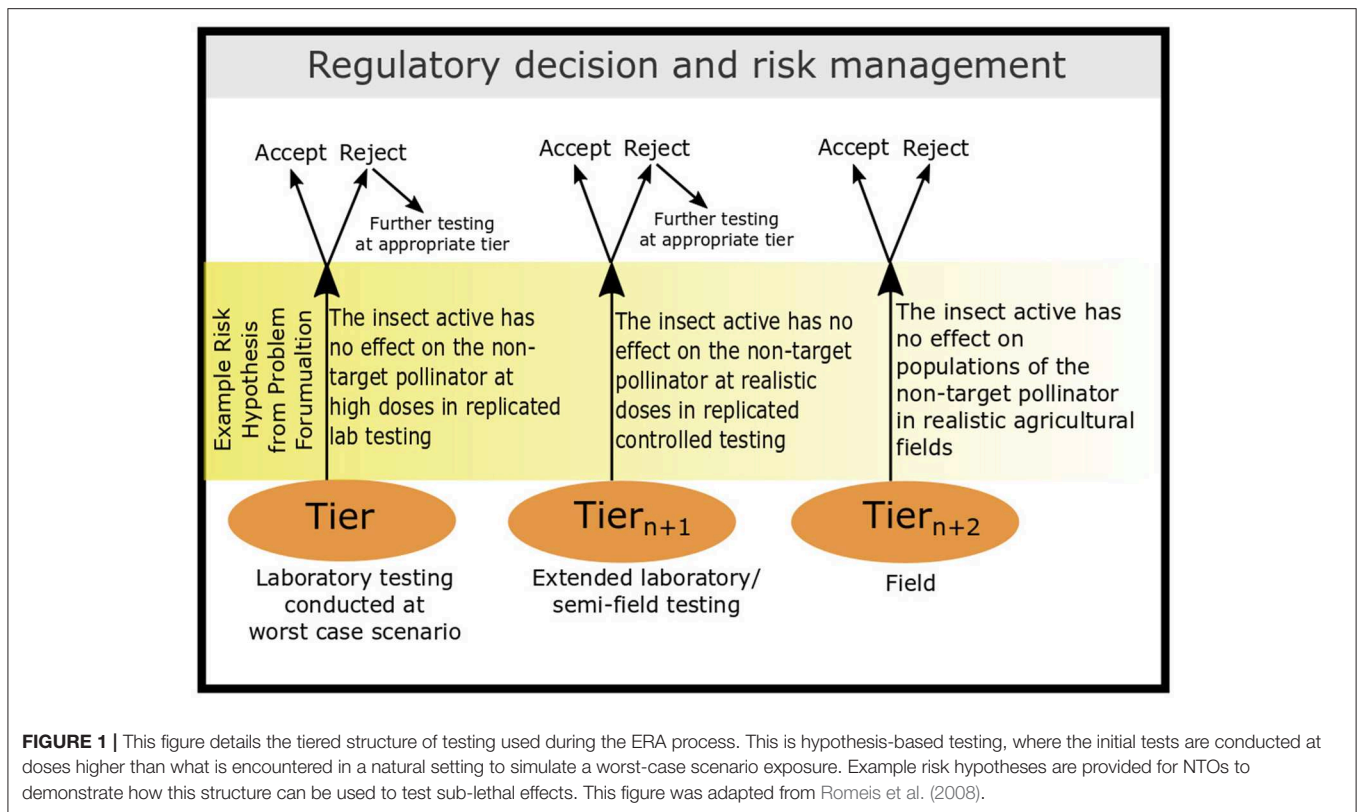 Regulatory decision and risk management
Accept Reject
Further testing
at appropriate tier
Accept Reject
Further testing
at appropriate tier
Accept Reject
Example Risk
Hypothesis
from Problem
Forumualtion
The insect active has
no effect on the non-
target pollinator at
high doses in replicated
lab testing
The insect active has no
effect on the non-target
pollinator at realistic
doses in replicated
controlled testing
The insect active has
no effect on
populations of the
non-target pollinator
in realistic agricultural
fields
Tier
Tier n+1
Tier n+2
Laboratory testing
conducted at
worst case scenario
Extended laboratory/
semi-field testing
Field
FIGURE 1 | This figure details the tiered structure of testing used during the ERA process. This is hypothesis-based testing, where the initial tests are conducted at
doses higher than what is encountered in a natural setting to simulate a worst-case scenario exposure. Example risk hypotheses are provided for NTOs to
demonstrate how this structure can be used to test sub-lethal effects. This figure was adapted from Romeis et al. (2008).